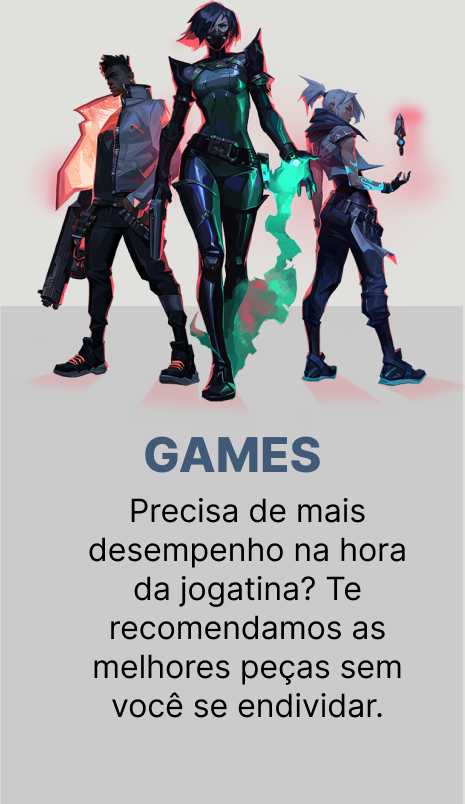 GAMES
Precisa de mais
desempenho na hora
da jogatina? Te
recomendamos as
melhores peças sem
você se endividar.